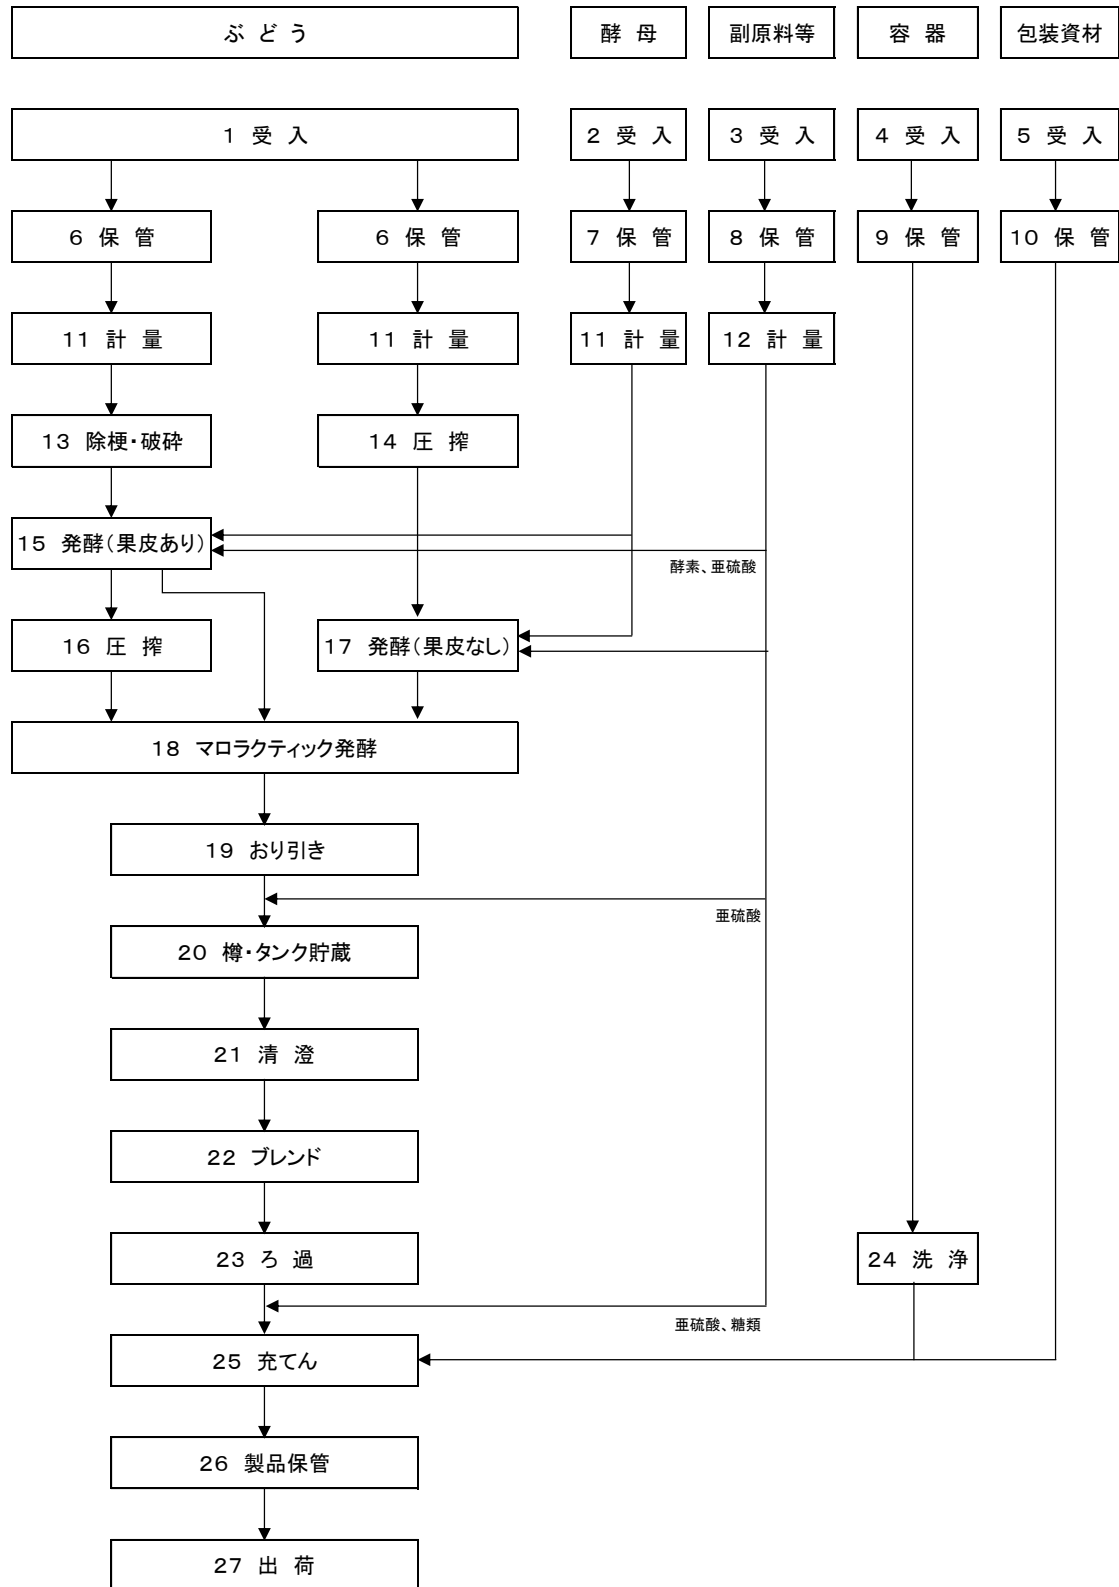 ぶ ど う
酵 母
副原料等
容 器
包装資材
1 受 入
2 受 入
3 受 入
4 受 入
5 受 入
6 保 管
6 保 管
7 保 管
8 保 管
9 保 管
10 保 管
11 計 量
11 計 量
11 計 量
12 計 量
13 除梗・破砕
14 圧 搾
15 発酵(果皮あり)
酵素、亜硫酸
16 圧 搾
17 発酵(果皮なし)
18 マロラクティック発酵
19 おり引き
亜硫酸
20 樽・タンク貯蔵
21 清 澄
22 ブレンド
23 ろ 過
24 洗 浄
亜硫酸、糖類
25 充てん
26 製品保管
27 出 荷